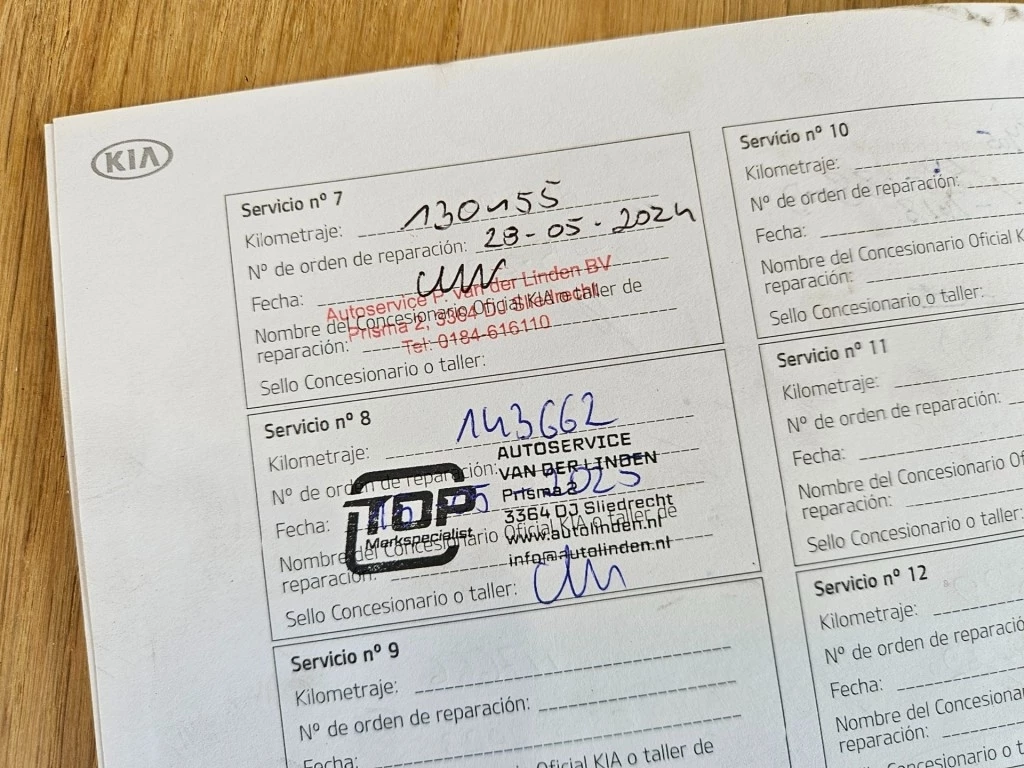 KIA
Servicio nº 7
Kilometraje: 130155
Nº de orden de reparación: 28-05-2024
Fecha:
Nombre del Concesionario Oficial KIA o taller de
reparación:
Autoservice P. van der Linden BV
Prisma 2, 3364 DJ Sliedrecht
Tel: 0184-616110
Sello Concesionario o taller:
Servicio nº 8
Kilometraje: 143662
Nº de orden de reparación:
Fecha: 05 - 2025
Nombre del Concesionario Oficial KIA o taller de
reparación:
TOP
Merkspecialist
AUTOSERVICE
VAN DER LINDEN
Prisma 2
3364 DJ Sliedrecht
www.autolinden.nl
info@autolinden.nl
Sello Concesionario o taller:
Servicio nº 9
Kilometraje:
Nº de orden de reparación:
Fecha:
Oficial KIA o taller de
Servicio nº 10
Kilometraje:
Nº de orden de reparación:
Fecha:
Nombre del Concesionario Oficial K
reparación:
Sello Concesionario o taller:
Servicio nº 11
Kilometraje:
Nº de orden de reparación:
Fecha:
Nombre del Concesionario Of
reparación:
Sello Concesionario o taller:
Servicio nº 12
Kilometraje:
Nº de orden de reparació
Fecha:
Nombre del Concesiona
reparación:
Concesionario o tall